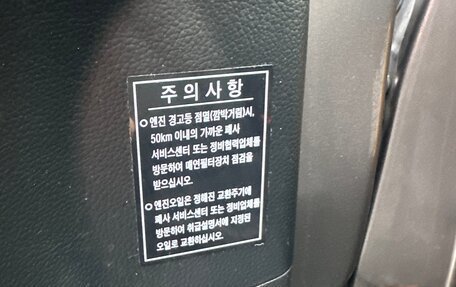 주의사항
엔진 경고등 점멸(깜박거림)시,
50km 이내의 가까운 폐사
서비스센터 또는 정비협력업체를
방문하여 매연필터장치 점검을
받으십시오.
엔진오일은 정해진 교환주기에
폐사 서비스센터 또는 정비업체를
방문하여 취급설명서에 지정된
오일로 교환하십시오.